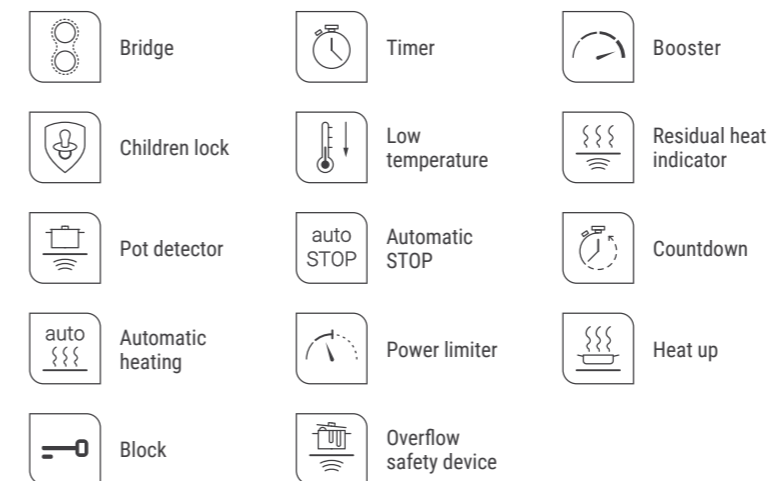 Bridge
Timer
Booster
Children lock
Low
temperature
Residual heat
indicator
Pot detector
auto
STOP
Automatic
STOP
Countdown
auto
Automatic
heating
Power limiter
Heat up
Block
Overflow
safety device